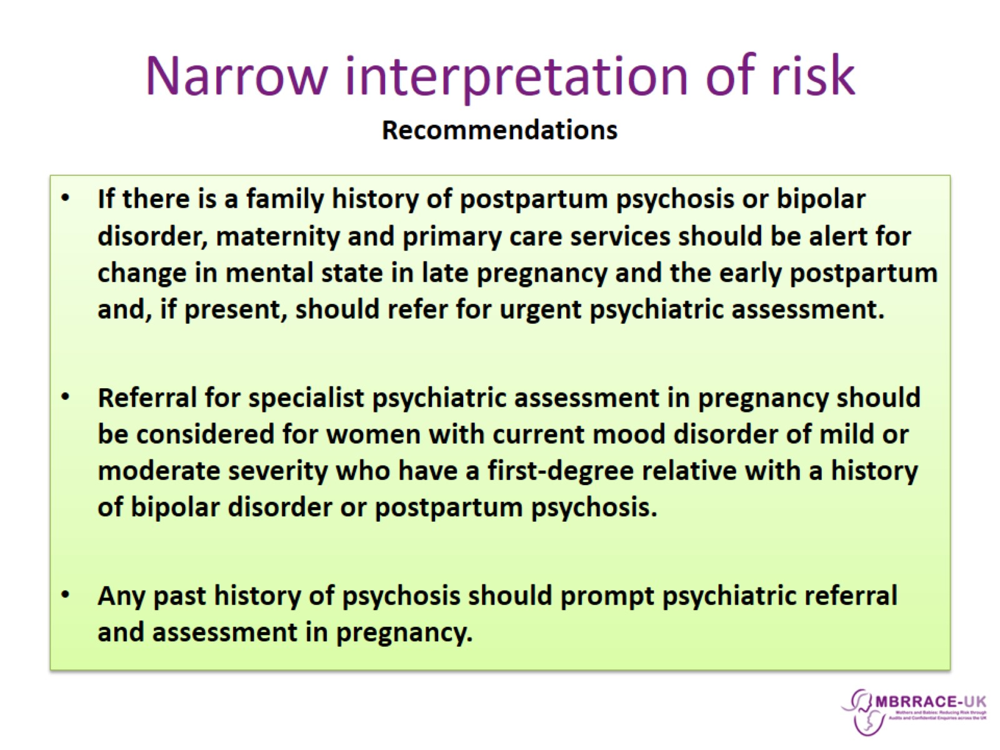 Narrow interpretation of risk
Recommendations
• If there is a family history of postpartum psychosis or bipolar
disorder, maternity and primary care services should be alert for
change in mental state in late pregnancy and the early postpartum
and, if present, should refer for urgent psychiatric assessment.
• Referral for specialist psychiatric assessment in pregnancy should
be considered for women with current mood disorder of mild or
moderate severity who have a first-degree relative with a history
of bipolar disorder or postpartum psychosis.
• Any past history of psychosis should prompt psychiatric referral
and assessment in pregnancy.
MBRRACE-UK
Mothers and Babies: Reducing Risk through
Audits and Confidential Enquiries across the UK